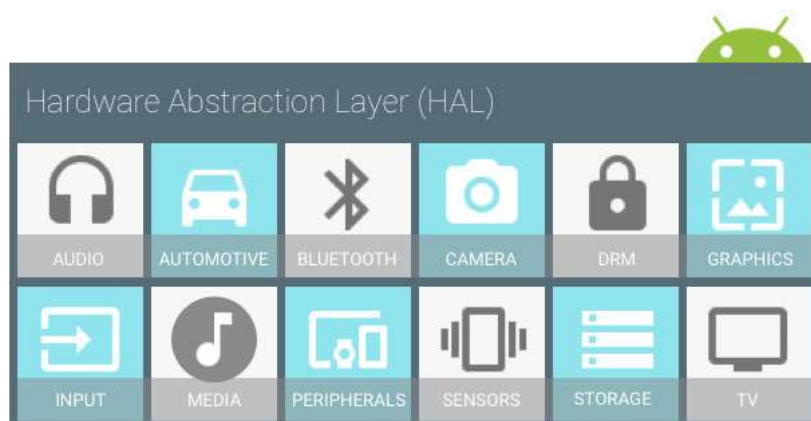 Hardware Abstraction Layer (HAL)
AUDIO
AUTOMOTIVE
BLUETOOTH
CAMERA
DRM
GRAPHICS
INPUT
MEDIA
PERIPHERALS
SENSORS
STORAGE
TV